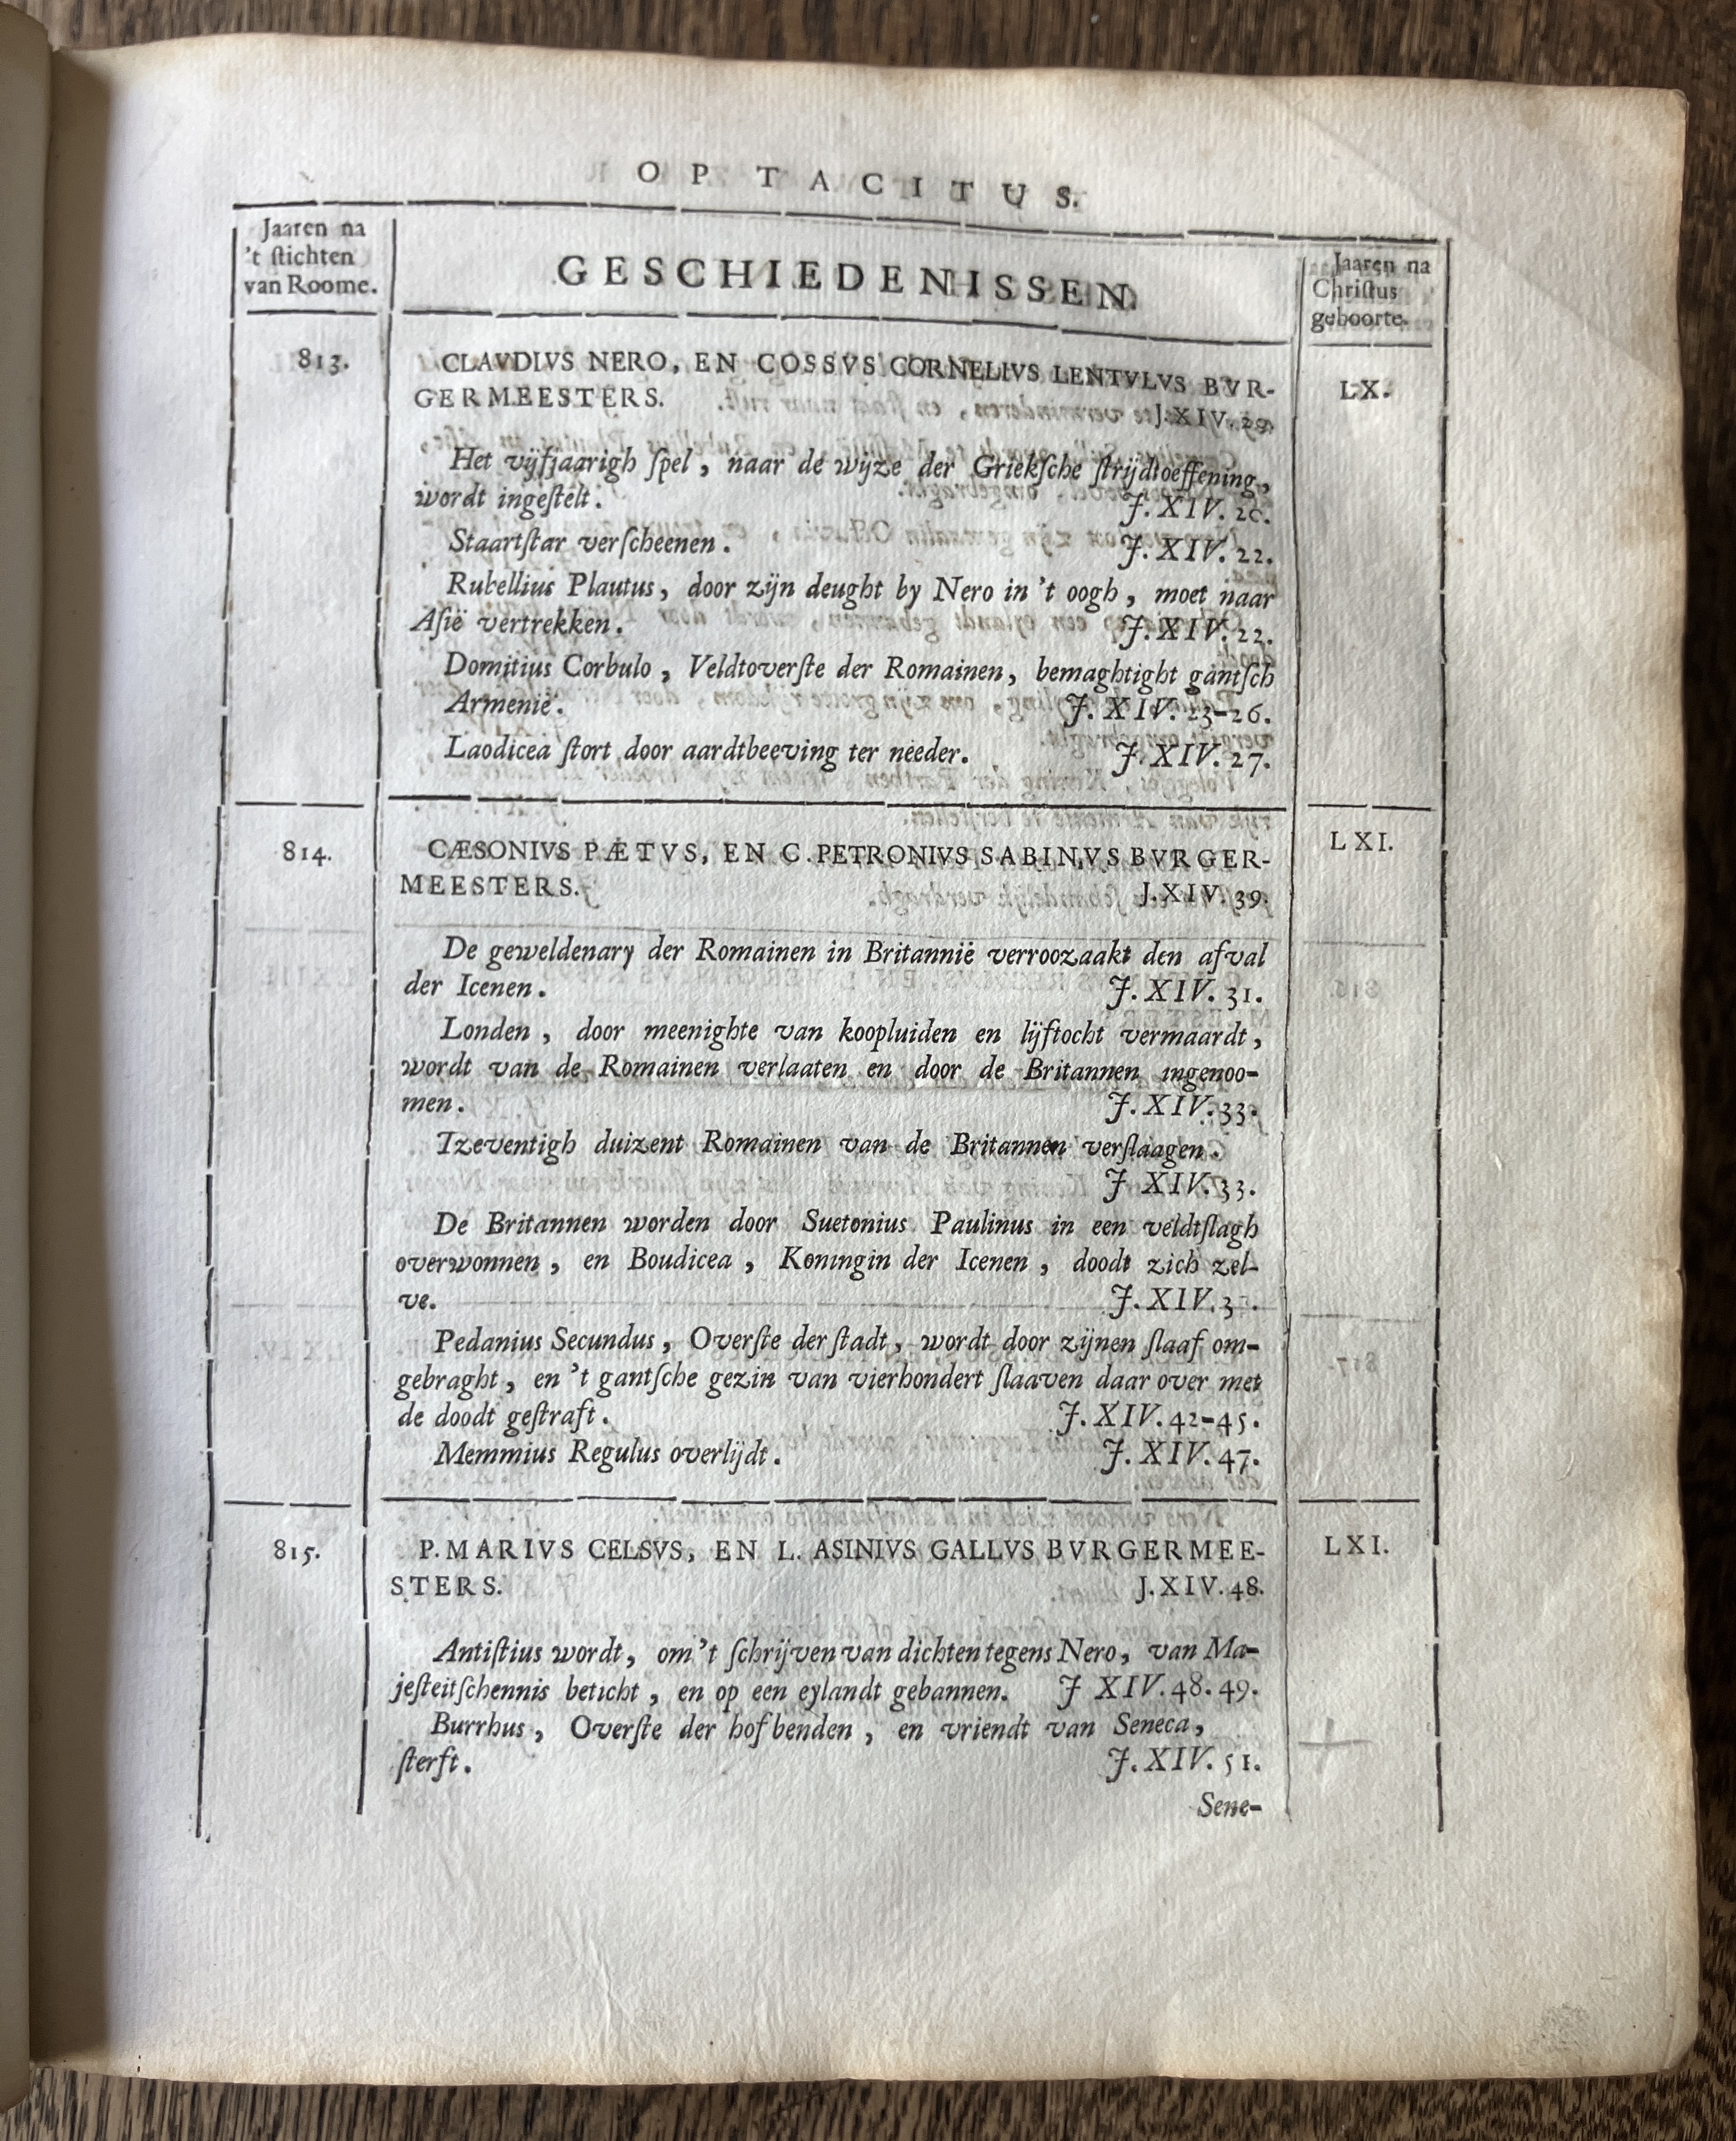 OP TACITUS.
Jaaren na
't ſtichten
van Roome.
GESCHIEDENISSEN.
Jaaren na
Chriſtus
geboorte.
813.
CLAVDIVS NERO, EN COSSVS CORNELIVS LENTVLVS BVR-
GERMEESTERS. J.XIV.
LX.
Het vijfjaarigh ſpel, naar de wijze der Griekſche ſtrijdtoeffening,
wordt ingeſtelt. J. XIV. 20.
Staartſtar verſcheenen. J. XIV. 22.
Rubellius Plautus, door zijn deught by Nero in 't oogh, moet naar
Aſië vertrekken. J. XIV. 22.
Domitius Corbulo, Veldtoverſte der Romainen, bemaghtight gantſch
Armenië. J. XIV. 23-26.
Laodicea ſtort door aardtbeeving ter needer. J. XIV. 27.
814.
CÆSONIVS PÆTVS, EN C. PETRONIVS SABINVS BVRGER-
MEESTERS. J.XIV. 39.
LXI.
De geweldenary der Romainen in Britannië verroozaakt den afval
der Icenen. J. XIV. 31.
Londen, door meenighte van koopluiden en lijftocht vermaardt,
wordt van de Romainen verlaaten en door de Britannen ingenoo-
men. J. XIV. 33.
Tzeventigh duizent Romainen van de Britannen verſlaagen.
J XIV. 33.
De Britannen worden door Suetonius Paulinus in een veldtſlagh
overwonnen, en Boudicea, Koningin der Icenen, doodt zich zel-
ve. J. XIV.
Pedanius Secundus, Overſte der ſtadt, wordt door zijnen ſlaaf om-
gebraght, en 't gantſche gezin van vierhondert ſlaaven daar over met
de doodt geſtraft. J. XIV. 42-45.
Memmius Regulus overlijdt. J. XIV. 47.
815.
P. MARIVS CELSVS, EN L. ASINIVS GALLVS BVRGERMEE-
STERS. J.XIV. 48.
LXI.
Antiſtius wordt, om 't ſchrijven van dichten tegens Nero, van Ma-
jeſteitſchennis beticht, en op een eylandt gebannen. J XIV. 48. 49.
Burrhus, Overſte der hofbenden, en vriendt van Seneca,
ſterft. J. XIV. 51.
Sene-